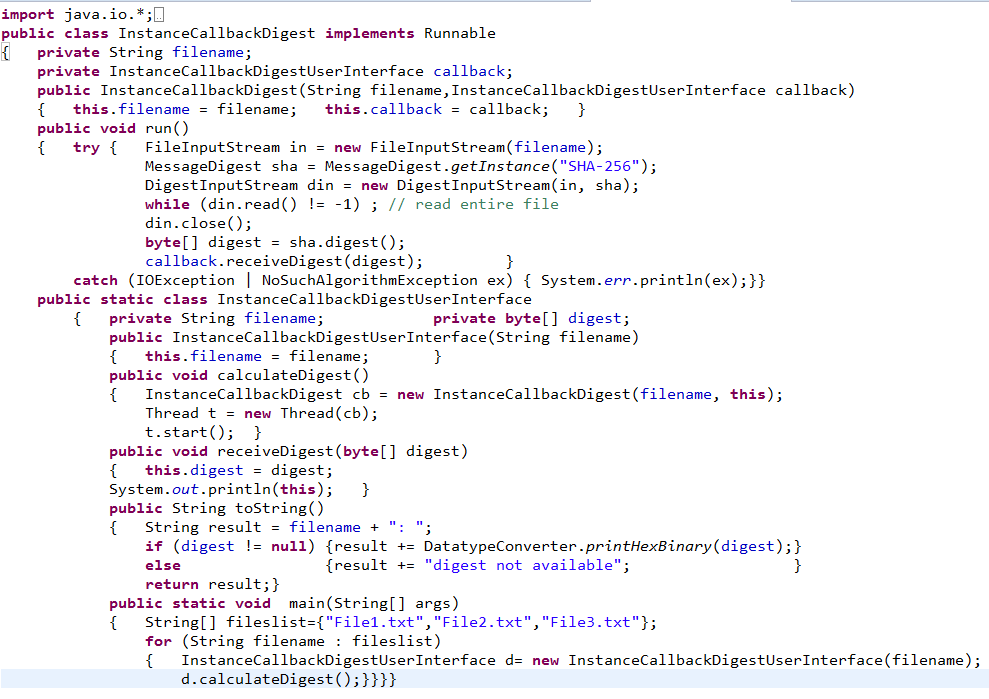 import java.io.*;
public class InstanceCallbackDigest implements Runnable
{   private String filename;
    private InstanceCallbackDigestUserInterface callback;
    public InstanceCallbackDigest(String filename,InstanceCallbackDigestUserInterface callback)
    {   this.filename = filename;   this.callback = callback;   }
    public void run()
    {   try {   FileInputStream in = new FileInputStream(filename);
                MessageDigest sha = MessageDigest.getInstance("SHA-256");
                DigestInputStream din = new DigestInputStream(in, sha);
                while (din.read() != -1) ; // read entire file
                din.close();
                byte[] digest = sha.digest();
                callback.receiveDigest(digest);         }
        catch (IOException | NoSuchAlgorithmException ex) { System.err.println(ex);}}
    public static class InstanceCallbackDigestUserInterface
        {   private String filename;            private byte[] digest;
            public InstanceCallbackDigestUserInterface(String filename)
            {   this.filename = filename;       }
            public void calculateDigest()
            {   InstanceCallbackDigest cb = new InstanceCallbackDigest(filename, this);
                Thread t = new Thread(cb);
                t.start();  }
            public void receiveDigest(byte[] digest)
            {   this.digest = digest;
            System.out.println(this);   }
            public String toString()
            {   String result = filename + ": ";
                if (digest != null) {result += DatatypeConverter.printHexBinary(digest);}
                else                {result += "digest not available";                  }
                return result;}
            public static void  main(String[] args)
            {   String[] fileslist={"File1.txt","File2.txt","File3.txt"};
                for (String filename : fileslist)
                {   InstanceCallbackDigestUserInterface d= new InstanceCallbackDigestUserInterface(filename);
                    d.calculateDigest();}}}}